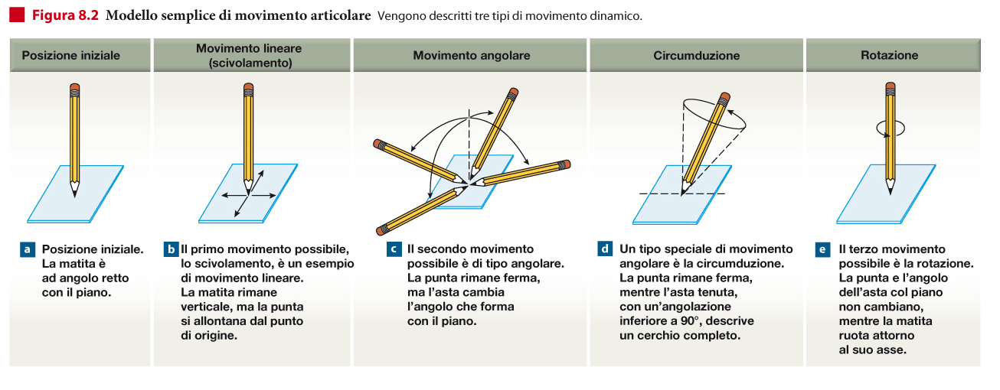 Figura 8.2 Modello semplice di movimento articolare Vengono descritti tre tipi di movimento dinamico.
Posizione iniziale
Movimento lineare
(scivolamento)
Movimento angolare
Circumduzione
Rotazione
a Posizione iniziale.
La matita è
ad angolo retto
con il piano.
b Il primo movimento possibile,
lo scivolamento, è un esempio
di movimento lineare.
La matita rimane
verticale, ma la punta
si allontana dal punto
di origine.
c Il secondo movimento
possibile è di tipo angolare.
La punta rimane ferma,
ma l’asta cambia
l’angolo che forma
con il piano.
d Un tipo speciale di movimento
angolare è la circumduzione.
La punta rimane ferma,
mentre l’asta tenuta,
con un’angolazione
inferiore a 90°, descrive
un cerchio completo.
e Il terzo movimento
possibile è la rotazione.
La punta e l’angolo
dell’asta col piano
non cambiano,
mentre la matita
ruota attorno
al suo asse.